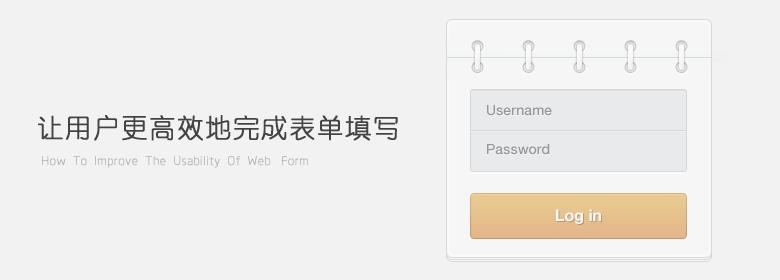 让用户更高效地完成表单填写
How To Improve The Usability Of Web Form
Username
Password
Log in